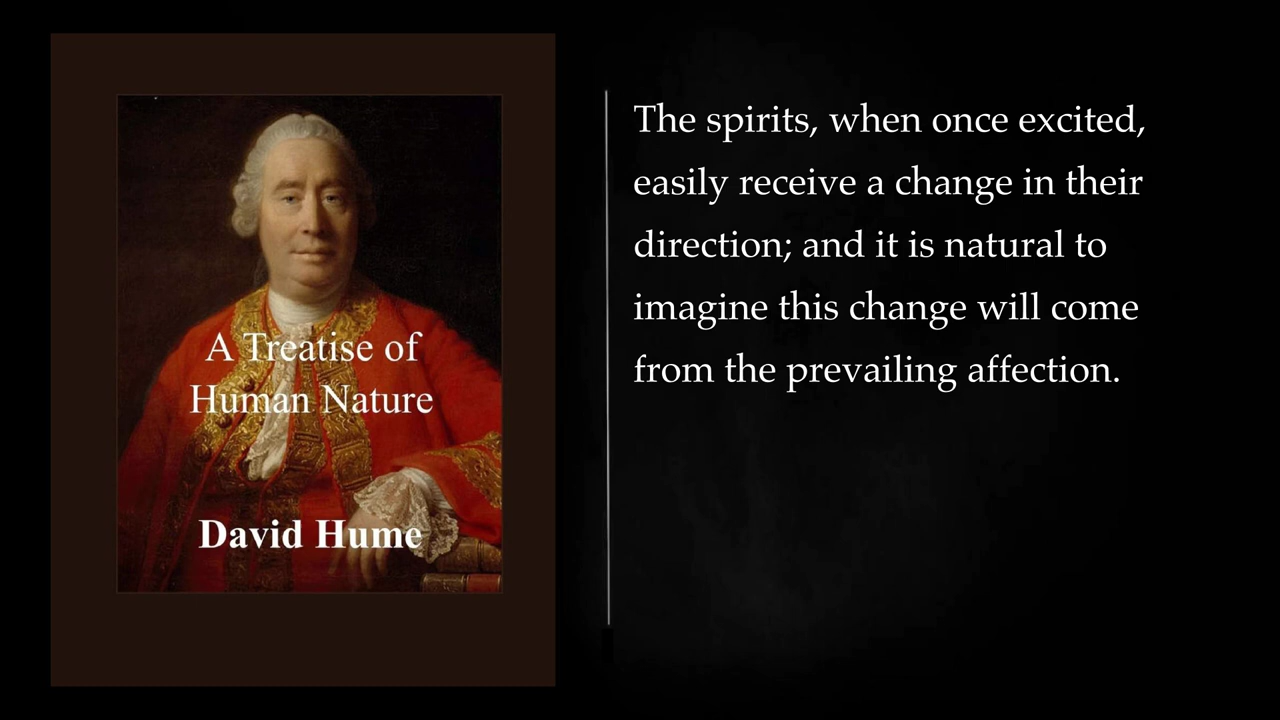 A Treatise of
Human Nature
David Hume
The spirits, when once excited,
easily receive a change in their
direction; and it is natural to
imagine this change will come
from the prevailing affection.